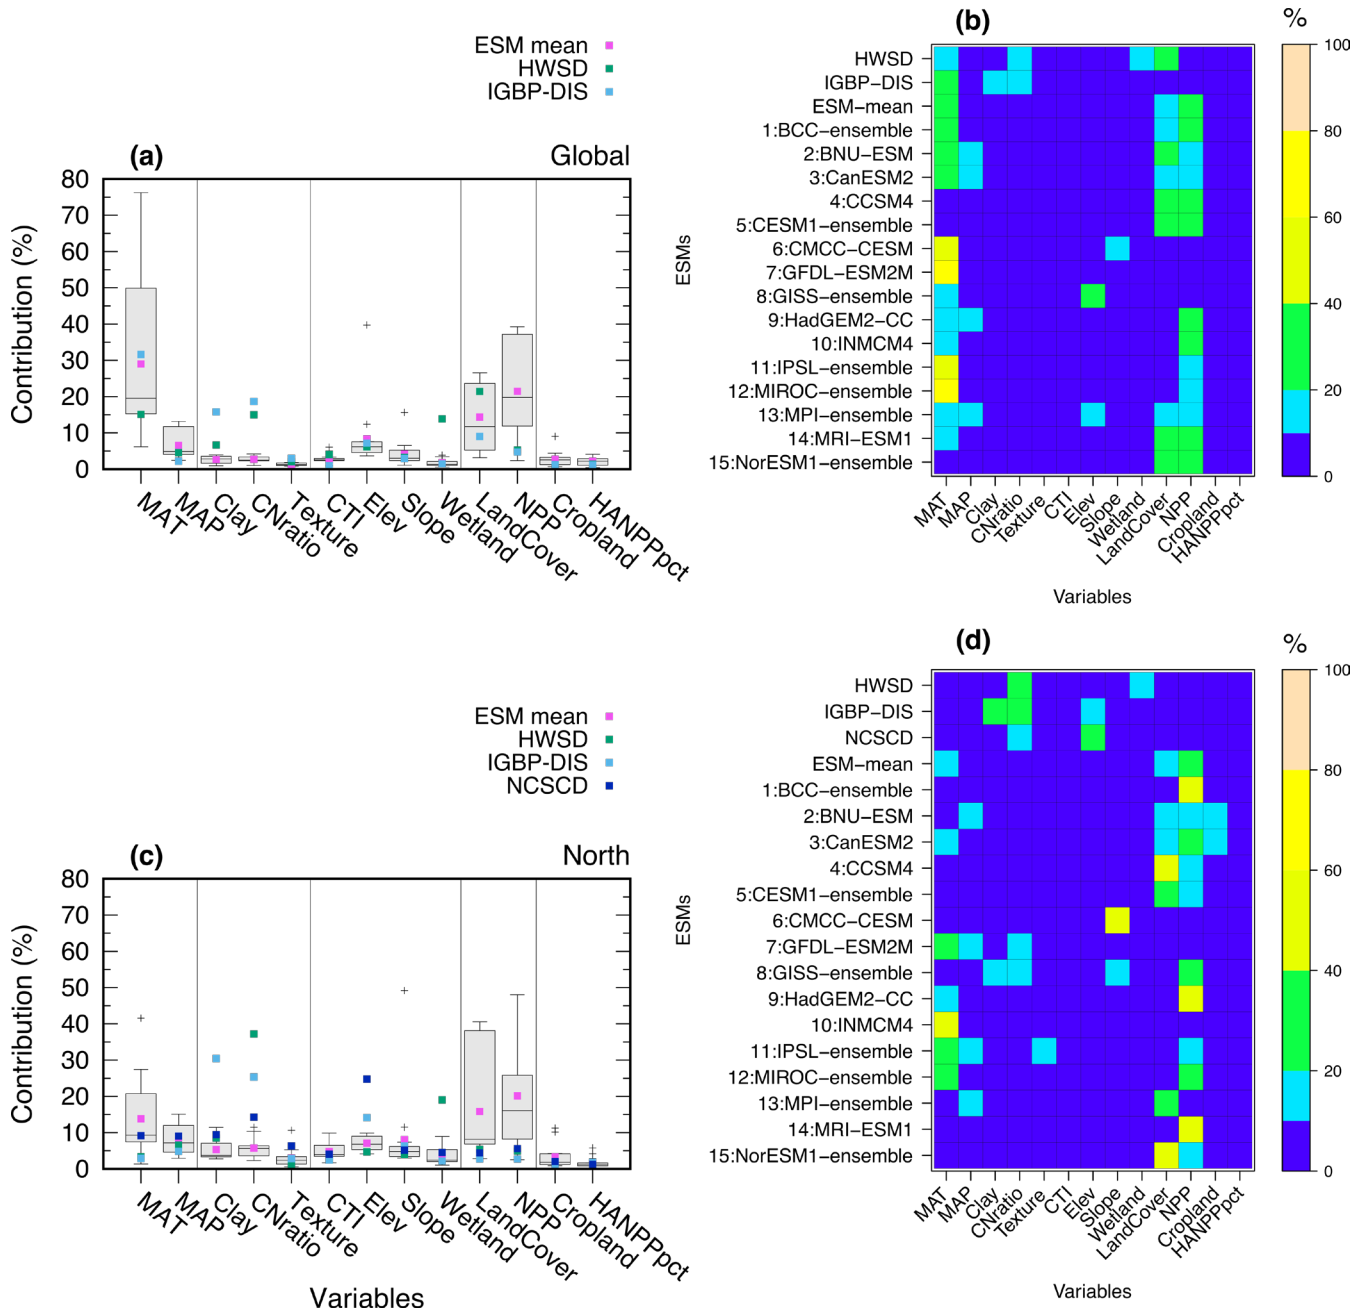 ESM mean
HWSD
IGBP-DIS
(a)
Global
80
70
60
50
40
30
20
10
0
Contribution (%)
MAT
MAP
Clay
CNratio
Texture
CTI
Elev
Slope
Wetland
LandCover
NPP
Cropland
HANPPpct
(b)
%
HWSD
IGBP−DIS
ESM−mean
1:BCC−ensemble
2:BNU−ESM
3:CanESM2
4:CCSM4
5:CESM1−ensemble
6:CMCC−CESM
7:GFDL−ESM2M
8:GISS−ensemble
9:HadGEM2−CC
10:INMCM4
11:IPSL−ensemble
12:MIROC−ensemble
13:MPI−ensemble
14:MRI−ESM1
15:NorESM1−ensemble
ESMs
MAT
MAP
Clay
CNratio
Texture
CTI
Elev
Slope
Wetland
LandCover
NPP
Cropland
HANPPpct
Variables
100
80
60
40
20
0
ESM mean
HWSD
IGBP-DIS
NCSCD
(c)
North
80
70
60
50
40
30
20
10
0
Contribution (%)
MAT
MAP
Clay
CNratio
Texture
CTI
Elev
Slope
Wetland
LandCover
NPP
Cropland
HANPPpct
Variables
(d)
%
HWSD
IGBP−DIS
NCSCD
ESM−mean
1:BCC−ensemble
2:BNU−ESM
3:CanESM2
4:CCSM4
5:CESM1−ensemble
6:CMCC−CESM
7:GFDL−ESM2M
8:GISS−ensemble
9:HadGEM2−CC
10:INMCM4
11:IPSL−ensemble
12:MIROC−ensemble
13:MPI−ensemble
14:MRI−ESM1
15:NorESM1−ensemble
ESMs
MAT
MAP
Clay
CNratio
Texture
CTI
Elev
Slope
Wetland
LandCover
NPP
Cropland
HANPPpct
Variables
100
80
60
40
20
0